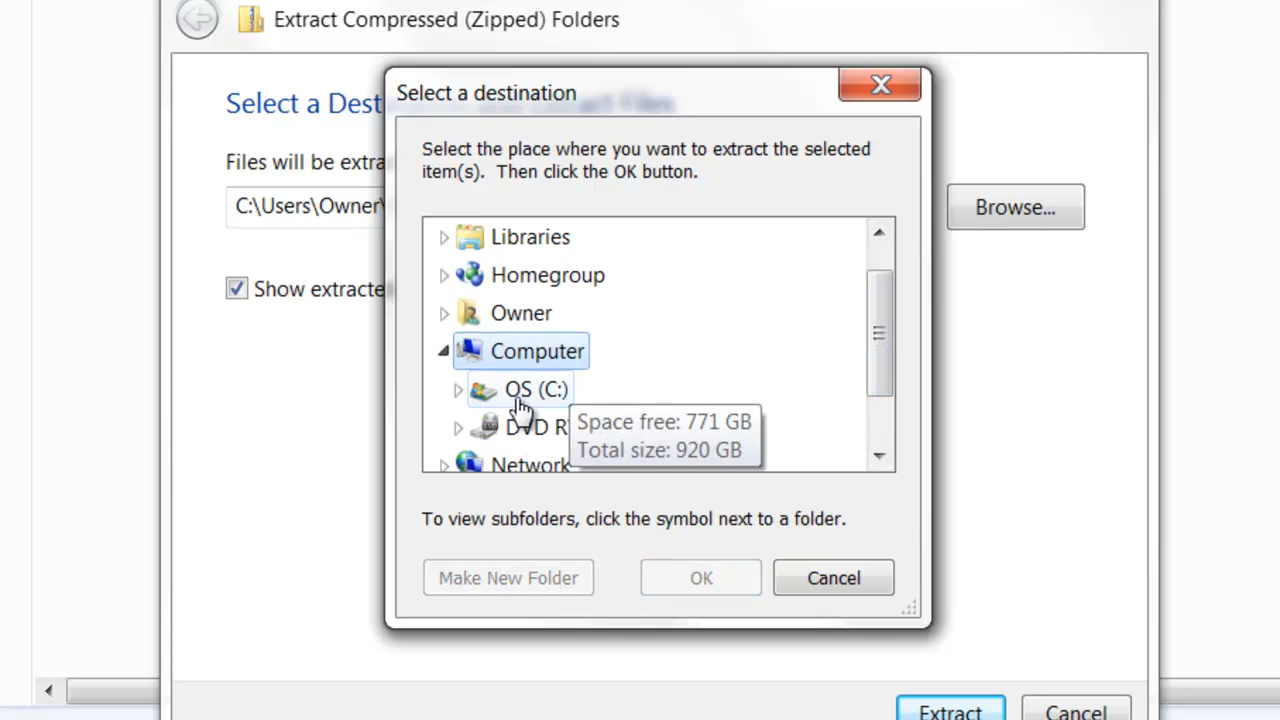 Extract Compressed (Zipped) Folders
Select a destination
Select a Dest
Files
Select the place where you want to extract the selected
item(s). Then click the OK button.
Files will be extra
C:\Users\Owner\
Browse...
Libraries
Homegroup
Show extracte
Owner
Computer
OS (C:)
Space free: 771 GB
DVD R
Total size: 920 GB
Network
To view subfolders, click the symbol next to a folder.
Make New Folder
OK
Cancel
Extract
Cancel